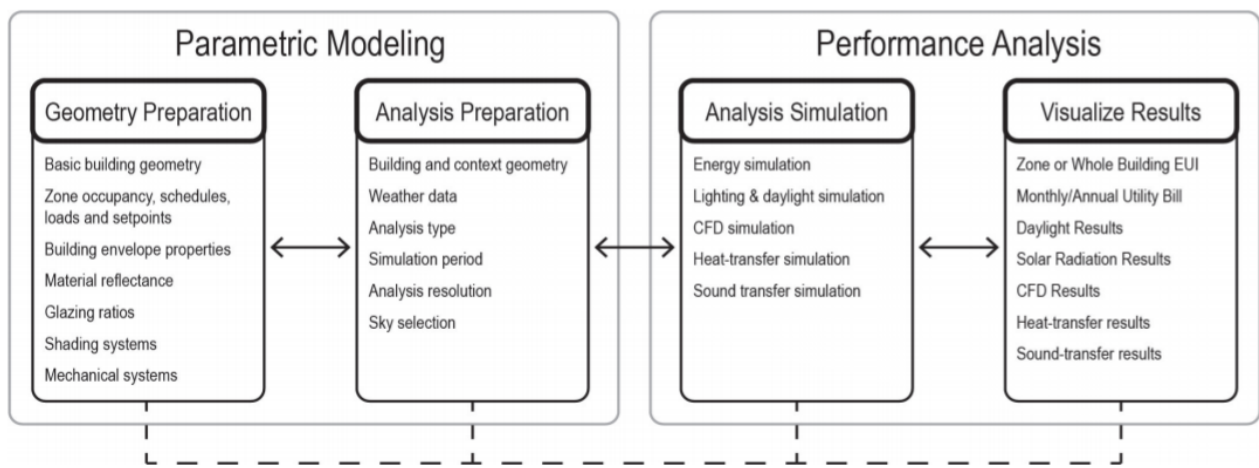 Parametric Modeling
Geometry Preparation
Basic building geometry
Zone occupancy, schedules,
loads and setpoints
Building envelope properties
Material reflectance
Glazing ratios
Shading systems
Mechanical systems
Analysis Preparation
Building and context geometry
Weather data
Analysis type
Simulation period
Analysis resolution
Sky selection
Performance Analysis
Analysis Simulation
Energy simulation
Lighting & daylight simulation
CFD simulation
Heat-transfer simulation
Sound transfer simulation
Visualize Results
Zone or Whole Building EUI
Monthly/Annual Utility Bill
Daylight Results
Solar Radiation Results
CFD Results
Heat-transfer results
Sound-transfer results